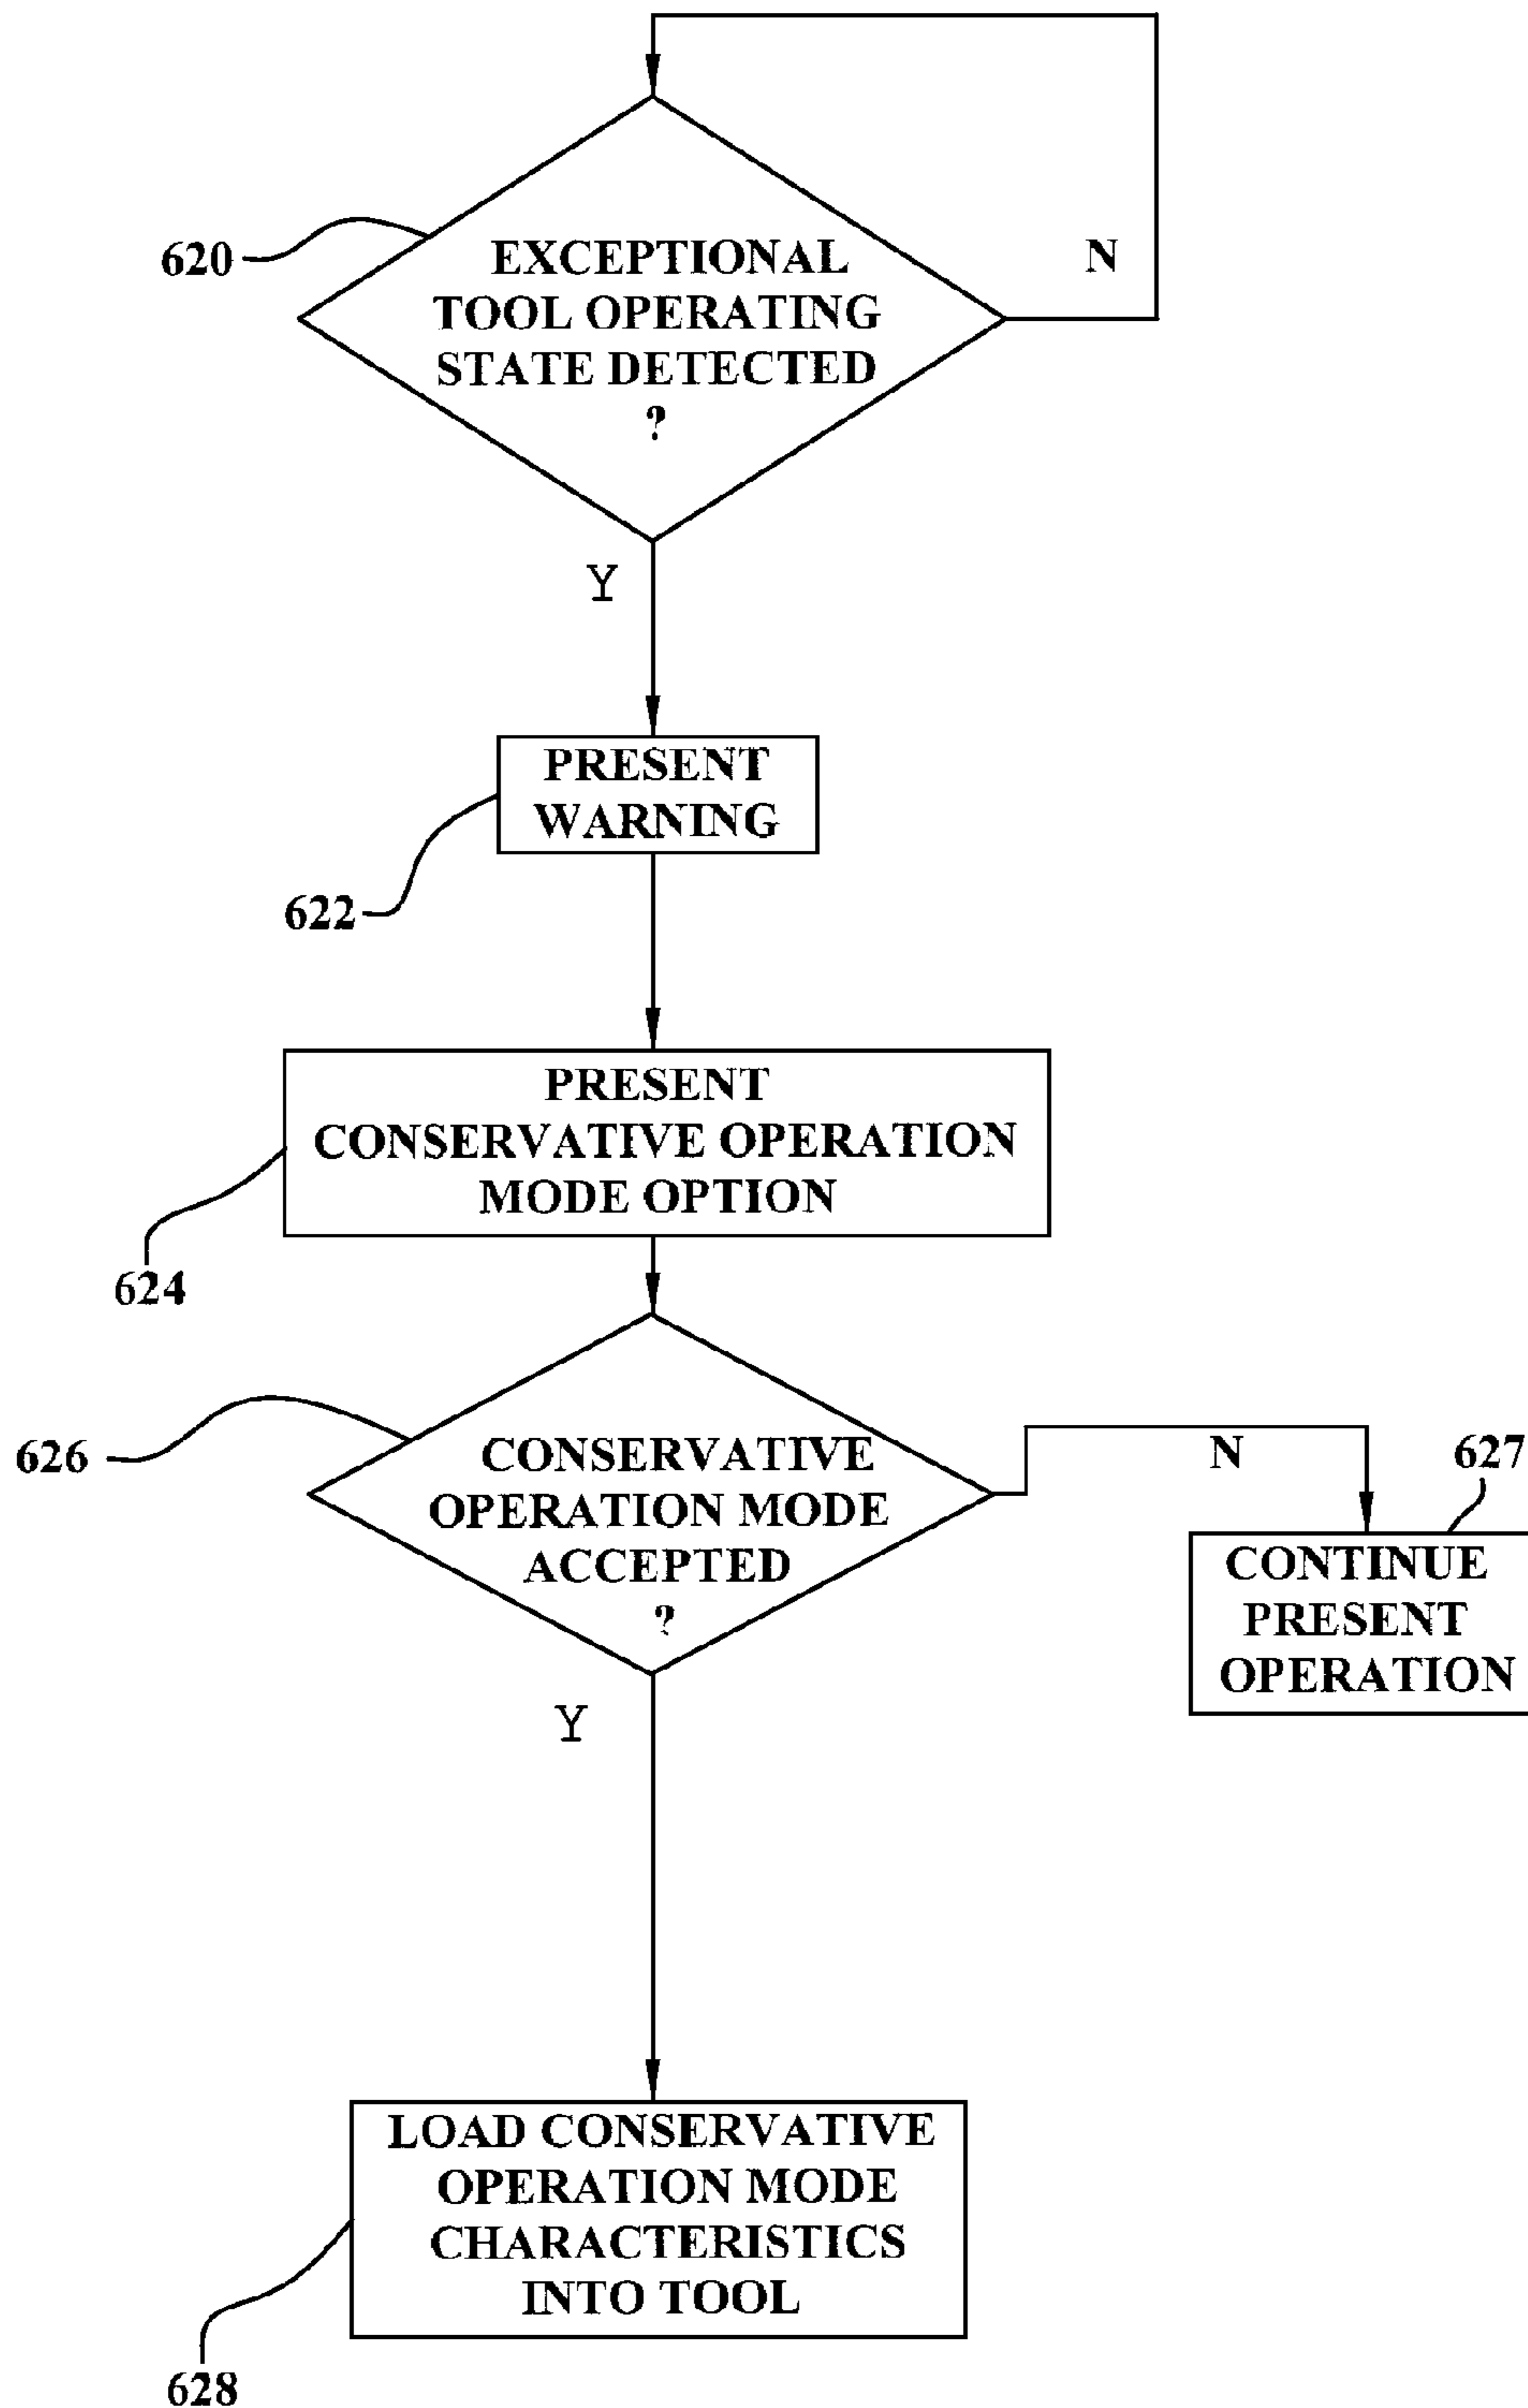 620
EXCEPTIONAL
TOOL OPERATING
STATE DETECTED
?
N
Y
PRESENT
WARNING
622
PRESENT
CONSERVATIVE OPERATION
MODE OPTION
624
626
CONSERVATIVE
OPERATION MODE
ACCEPTED
?
N
627
CONTINUE
PRESENT
OPERATION
Y
LOAD CONSERVATIVE
OPERATION MODE
CHARACTERISTICS
INTO TOOL
628